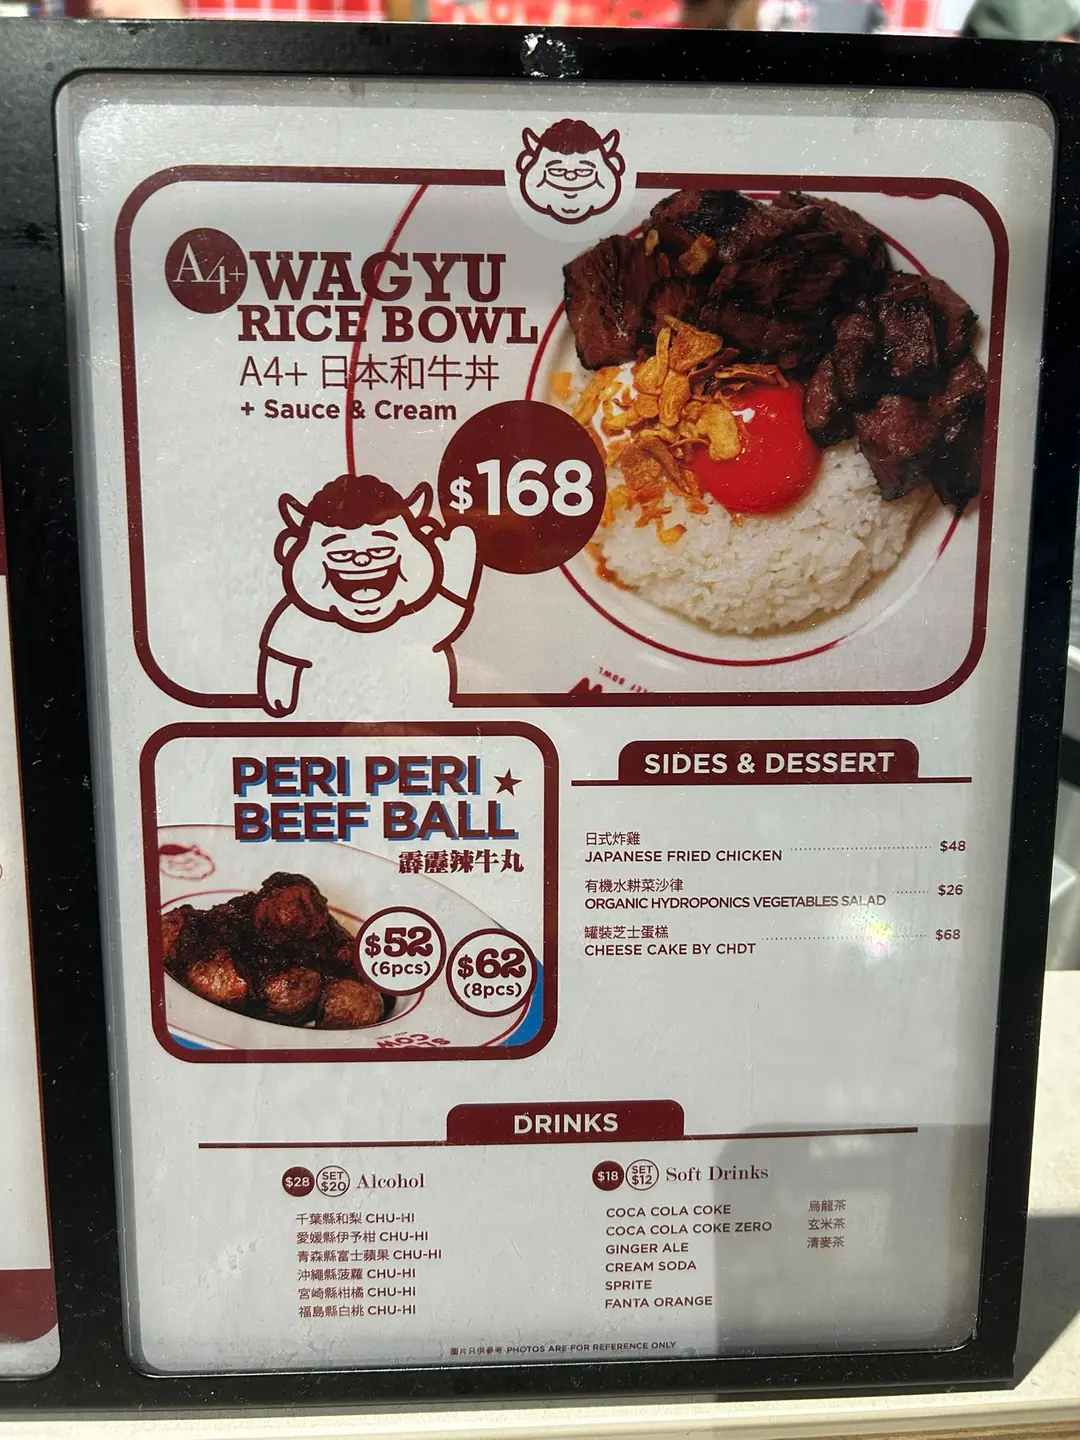 A4+ WAGYU
RICE BOWL
A4+ 日本和牛丼
+ Sauce & Cream
$168
PERI PERI
BEEF BALL
霹靂辣牛丸
$52
(6pcs)
$62
(8pcs)
SIDES & DESSERT
日式炸雞
JAPANESE FRIED CHICKEN $48
有機水耕菜沙律
ORGANIC HYDROPONICS VEGETABLES SALAD $26
罐裝芝士蛋糕
CHEESE CAKE BY CHDT $68
DRINKS
$28 SET $20 Alcohol
千葉縣和梨 CHU-HI
愛媛縣伊予柑 CHU-HI
青森縣富士蘋果 CHU-HI
沖繩縣菠蘿 CHU-HI
宮崎縣柑橘 CHU-HI
福島縣白桃 CHU-HI
$18 SET $12 Soft Drinks
COCA COLA COKE
COCA COLA COKE ZERO
GINGER ALE
CREAM SODA
SPRITE
FANTA ORANGE
烏龍茶
玄米茶
清麥茶
圖片只供參考 PHOTOS ARE FOR REFERENCE ONLY